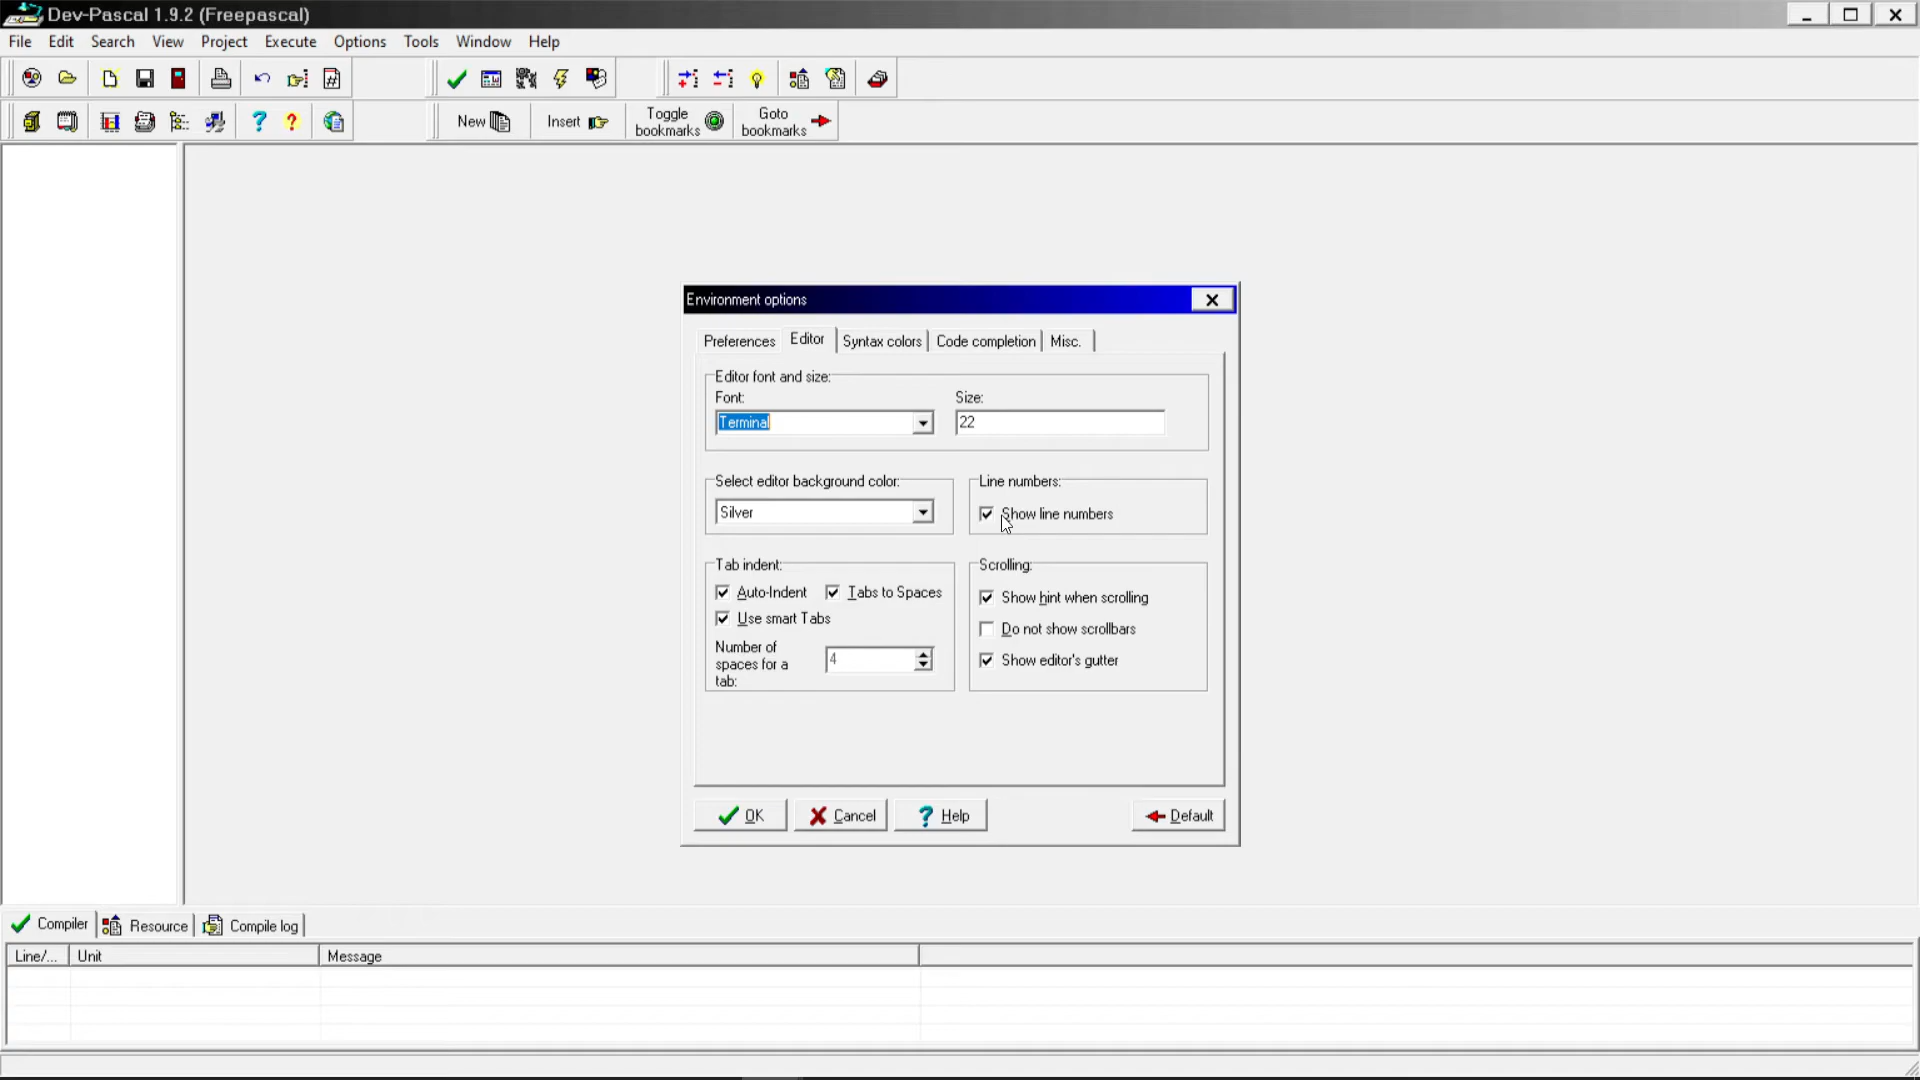 Dev-Pascal 1.9.2 (Freepascal)
File Edit Search View Project Execute Options Tools Window Help
New Insert Toggle bookmarks Goto bookmarks
Environment options
Preferences Editor Syntax colors Code completion Misc.
Editor font and size:
Font: Size:
Terminal 22
Select editor background color: Line numbers:
Silver Show line numbers
Tab indent: Scrolling:
Auto-Indent Tabs to Spaces Show hint when scrolling
Use smart Tabs Do not show scrollbars
Number of spaces for a tab: 4 Show editor's gutter
OK Cancel Help Default
Compiler Resource Compile log
Line/... Unit Message